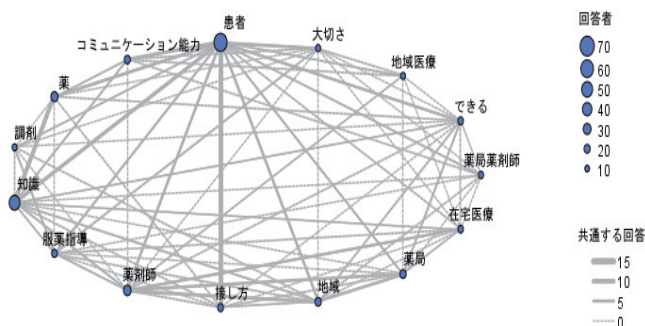 患者
コミュニケーション能力
大切さ
地域医療
薬
できる
調剤
薬局薬剤師
知識
在宅医療
服薬指導
薬局
薬剤師
地域
接し方
回答者
70
60
50
40
30
20
10
共通する回答
15
10
5
0